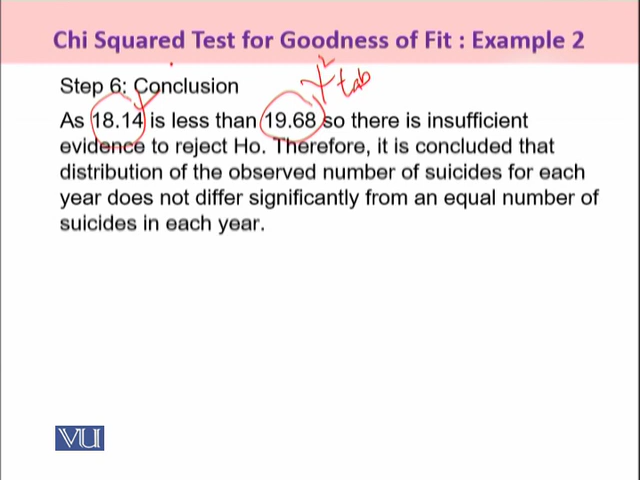 Chi Squared Test for Goodness of Fit : Example 2
Step 6: Conclusion
χ² tab
As 18.14 is less than 19.68 so there is insufficient
evidence to reject Ho. Therefore, it is concluded that
distribution of the observed number of suicides for each
year does not differ significantly from an equal number of
suicides in each year.
VU